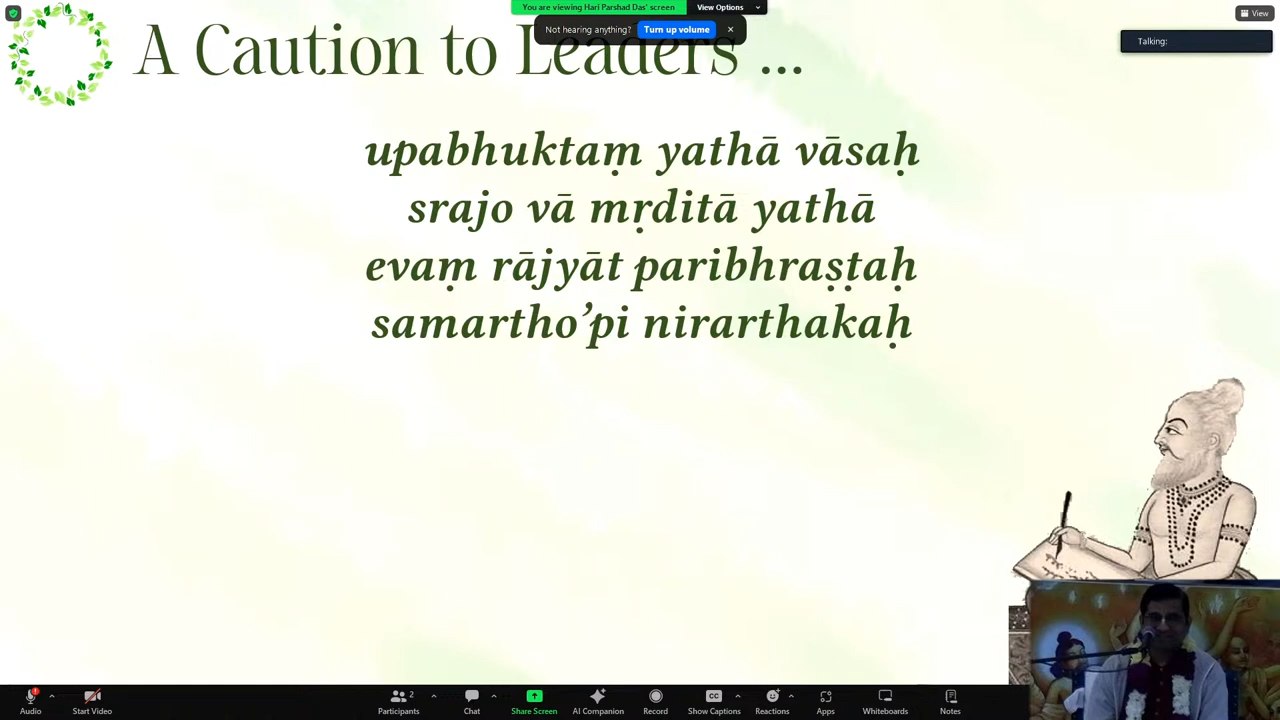 You are viewing Hari Parshad Das' screen
View Options
View
Not hearing anything?
Turn up volume
Talking:
A Caution to Leaders ...
upabhuktaṃ yathā vāsaḥ
srajo vā mṛditā yathā
evaṃ rājyāt paribhraṣṭaḥ
samartho’pi nirarthakaḥ
Audio
Start Video
Participants
2
Chat
Share Screen
AI Companion
Record
CC
Show Captions
Reactions
Apps
Whiteboards
Notes